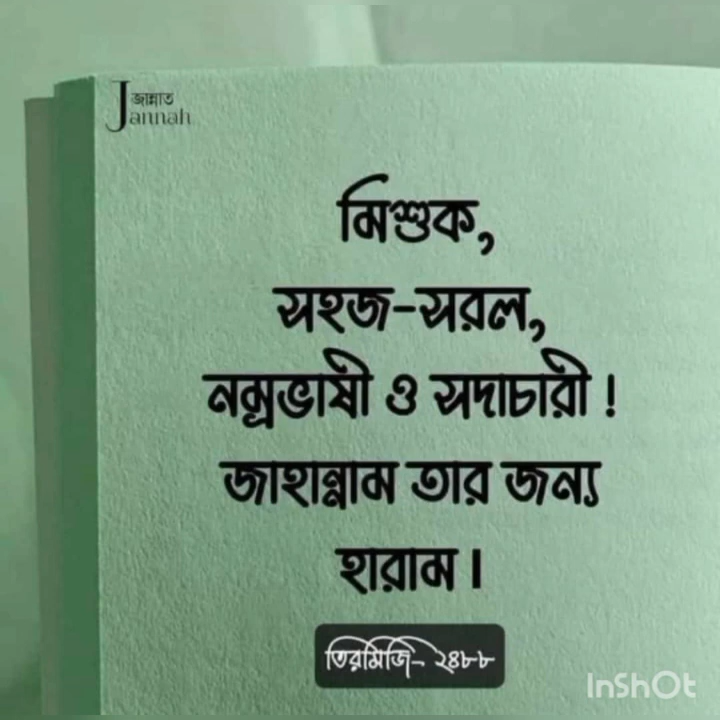 জান্নাত
Jannah
মিশুক,
সহজ-সরল,
নম্রভাষী ও সদাচারী !
জাহান্নাম তার জন্য
হারাম।
তিরমিজি- ২৪৮৮
InShOt